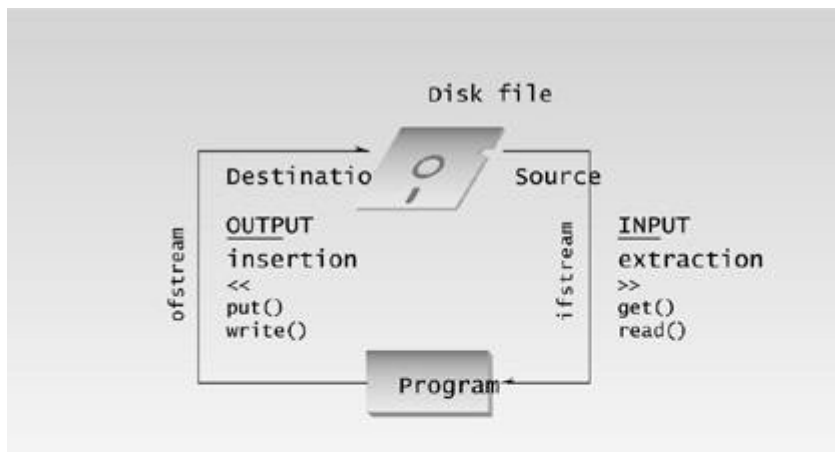 Disk file
Destinatio
Source
OUTPUT
insertion
<<
put()
write()
ofstream
ifstream
INPUT
extraction
>>
get()
read()
Program